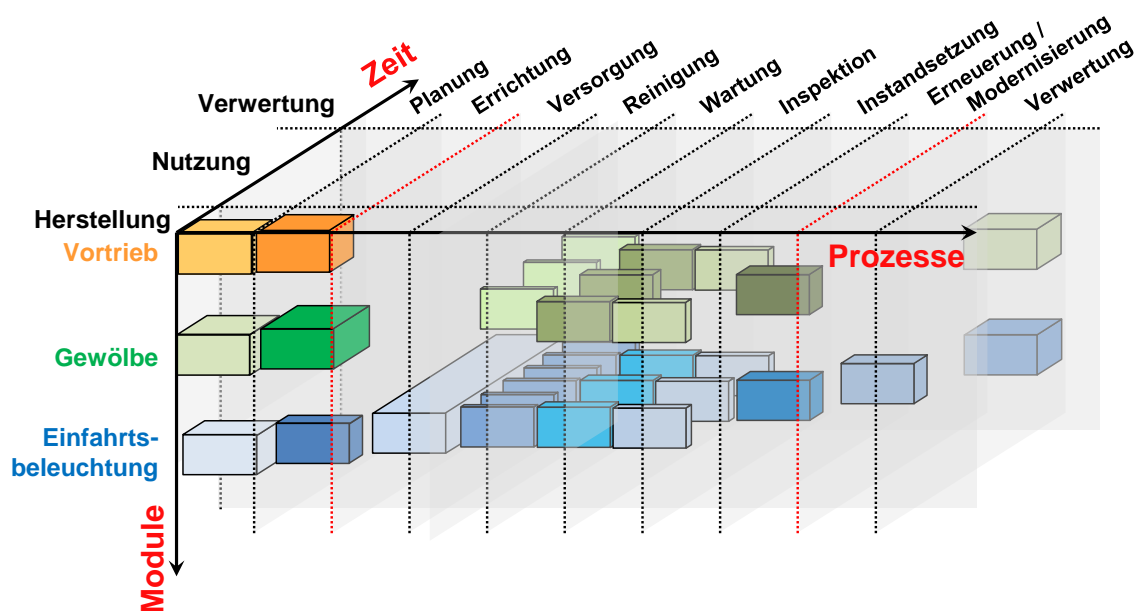 Zeit
Planung
Errichtung
Versorgung
Reinigung
Wartung
Inspektion
Instandsetzung
Erneuerung /
Modernisierung
Verwertung
Verwertung
Nutzung
Herstellung
Vortrieb
Prozesse
Gewölbe
Einfahrts-
beleuchtung
Module